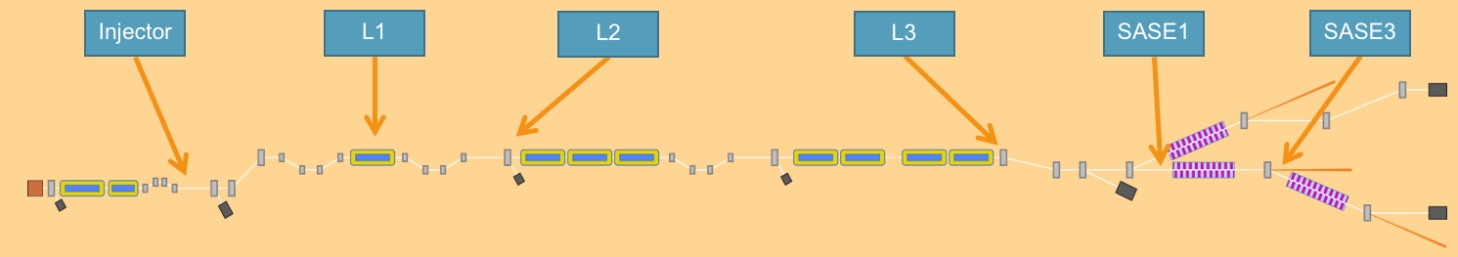 Injector
L1
L2
L3
SASE1
SASE3